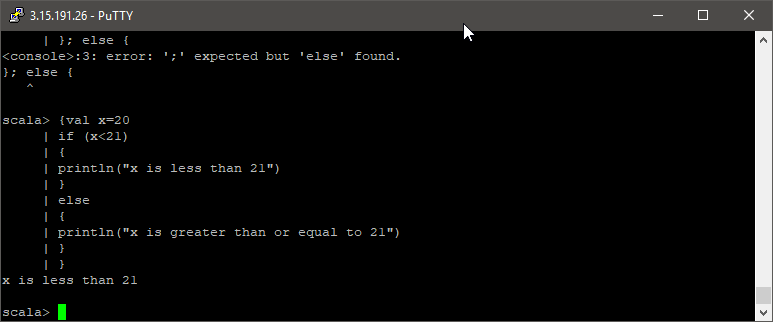 3.15.191.26 - PuTTY
| }; else {
<console>:3: error: ';' expected but 'else' found.
}; else {
^
scala> {val x=20
| if (x<21)
| {
| println("x is less than 21")
| }
| else
| {
| println("x is greater than or equal to 21")
| }
| }
x is less than 21
scala>